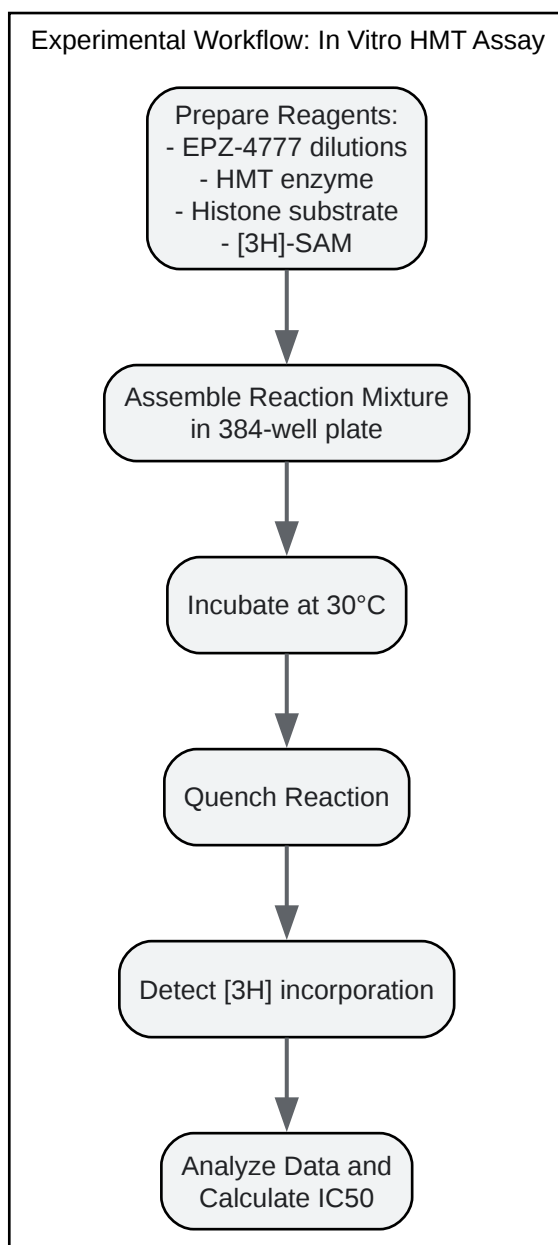 Experimental Workflow: In Vitro HMT Assay
Prepare Reagents:
- EPZ-4777 dilutions
- HMT enzyme
- Histone substrate
- [3H]-SAM
Assemble Reaction Mixture
in 384-well plate
Incubate at 30°C
Quench Reaction
Detect [3H] incorporation
Analyze Data and
Calculate IC50